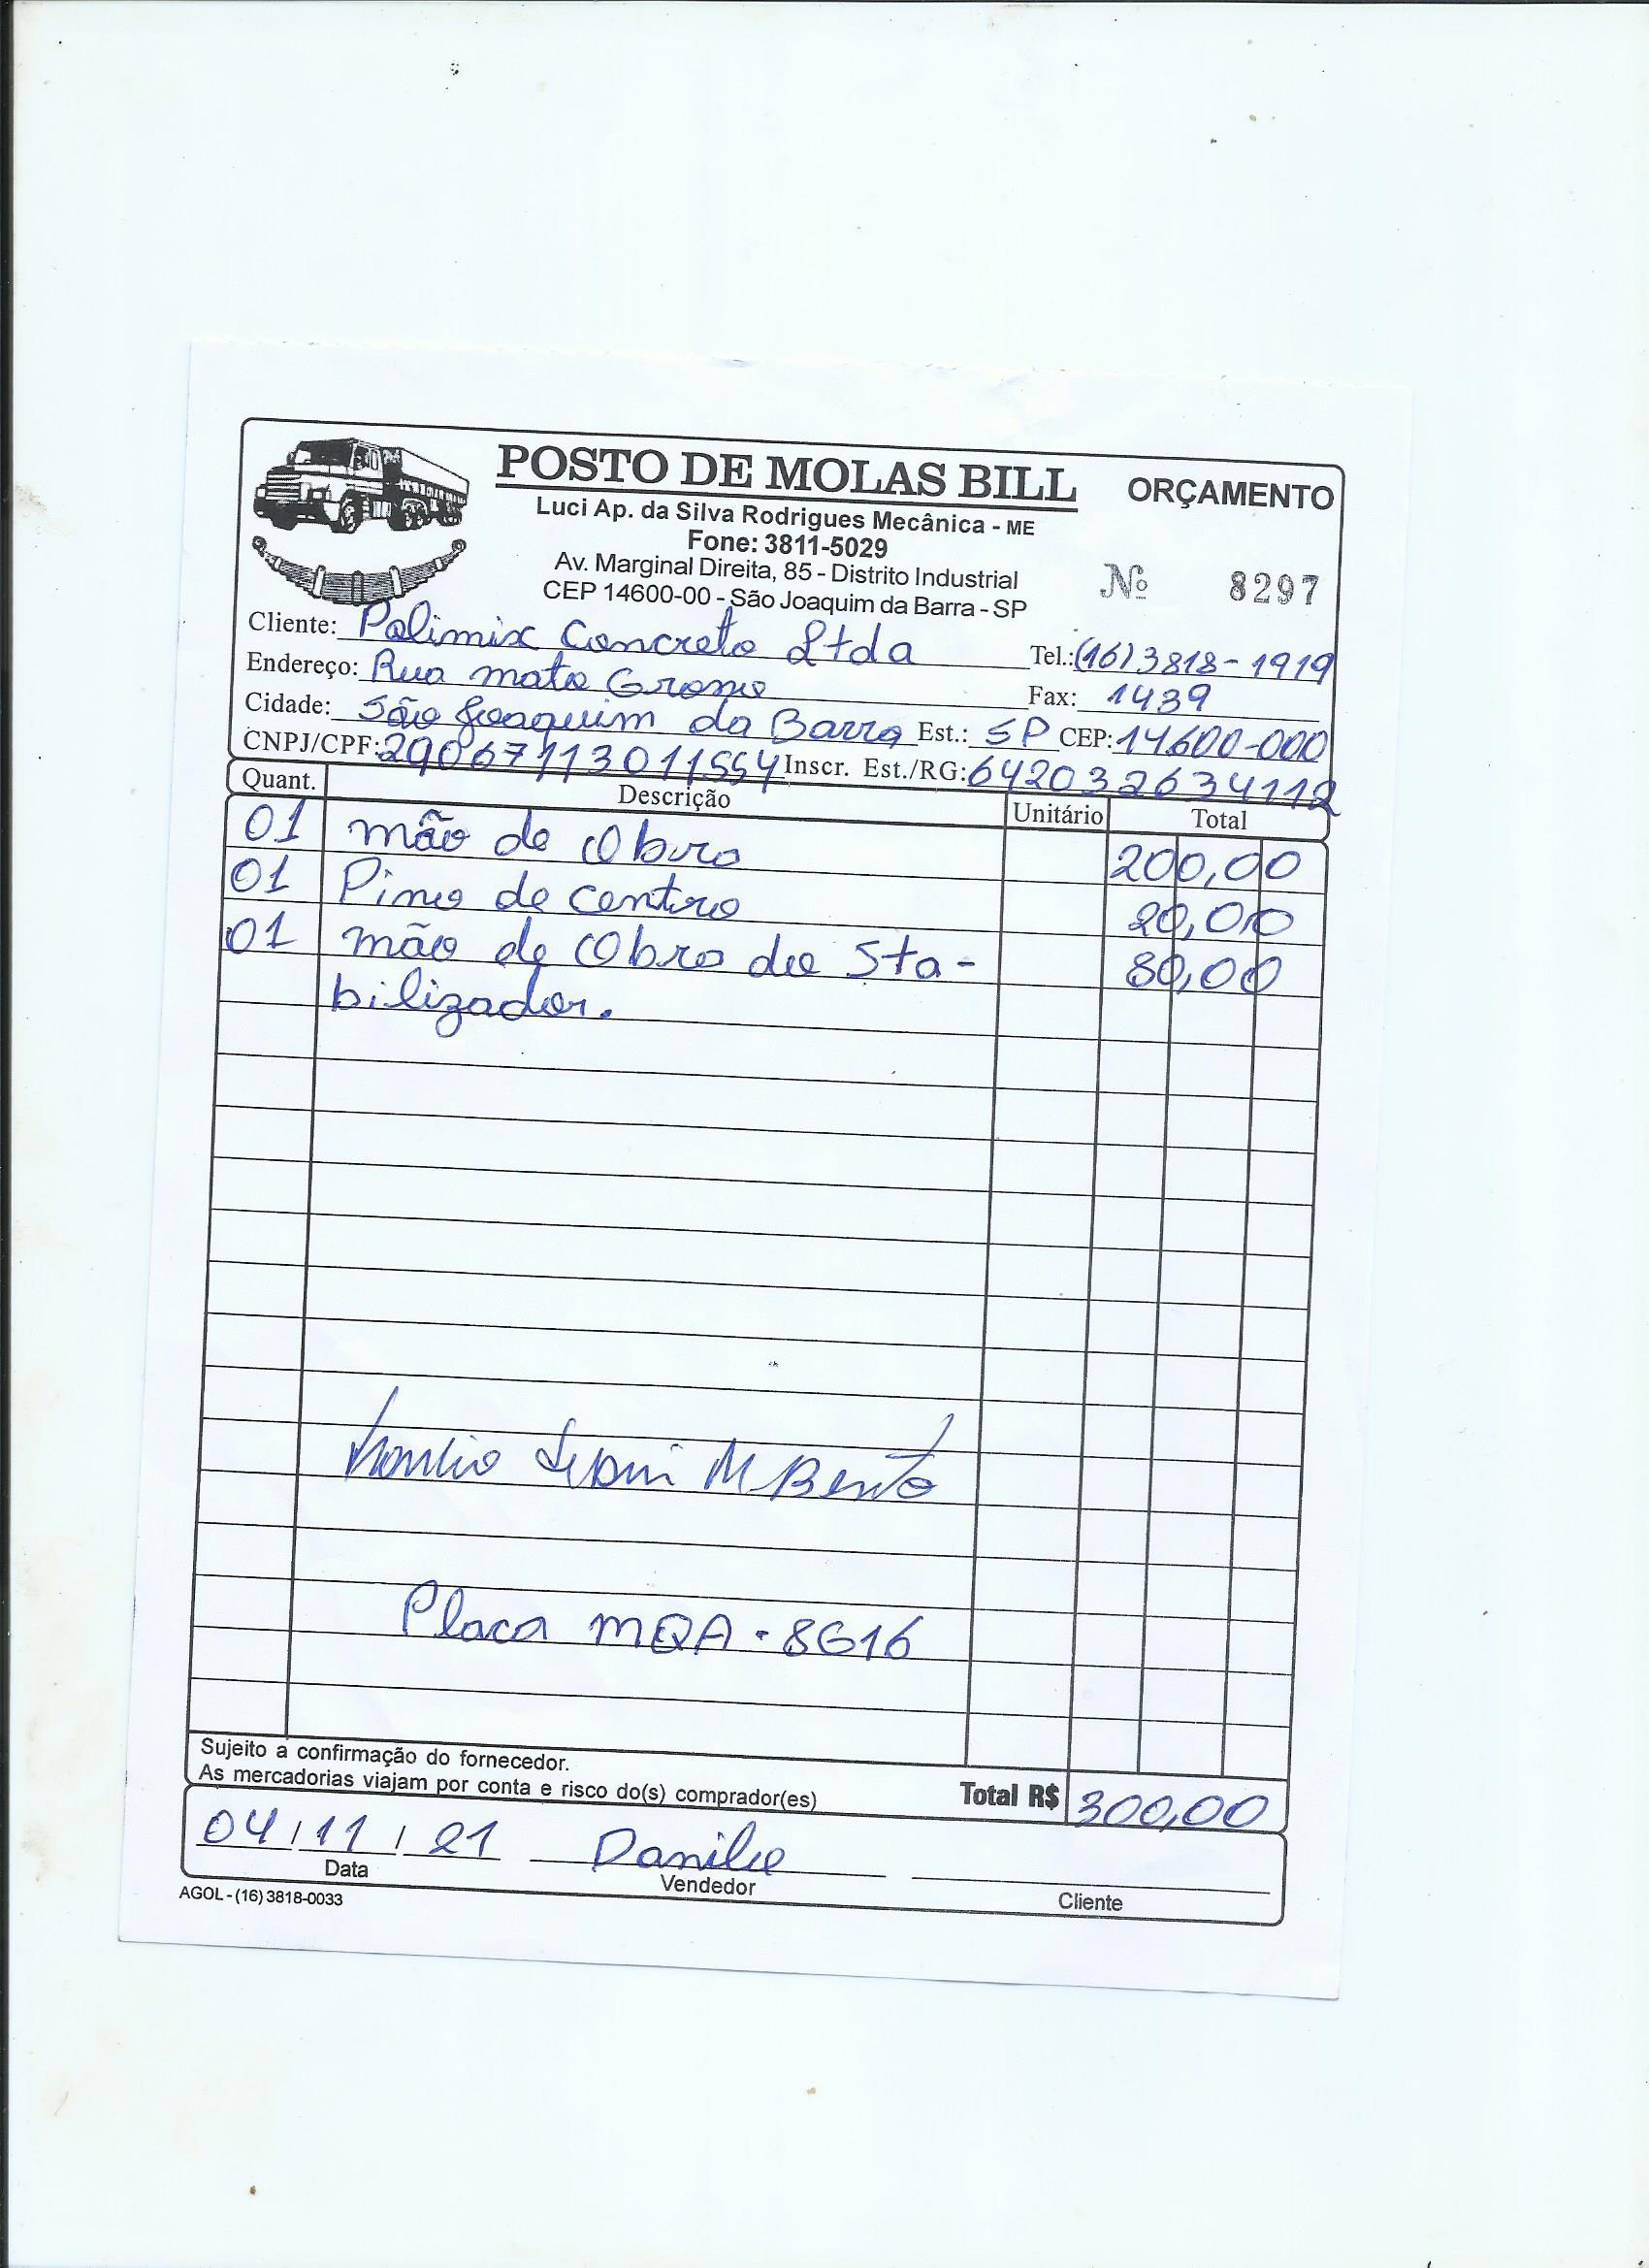 POSTO DE MOLAS BILL ORÇAMENTO
Luci Ap. da Silva Rodrigues Mecânica - ME
Fone: 3811-5029
Av. Marginal Direita, 85 - Distrito Industrial
CEP 14600-00 - São Joaquim da Barra - SP
Nº 8297
Cliente: Polimix Concreto Ltda Tel.: (16) 3818-1919
Endereço: Rua mato Grosso Fax: 1439
Cidade: São Joaquim da Barra Est.: SP CEP: 14600-000
CNPJ/CPF: 29067113011554 Inscr. Est./RG: 642032634112
Quant. Descrição Unitário Total
01 mão de Obra 200,00
01 Pino de centro 20,00
01 mão de Obra do Sta- 80,00
bilizador.
M Bento
Placa MQA-8G16
Sujeito a confirmação do fornecedor.
As mercadorias viajam por conta e risco do(s) comprador(es)
Total R$ 300,00
04/11/21 Danilo
Data Vendedor Cliente
AGOL - (16) 3818-0033